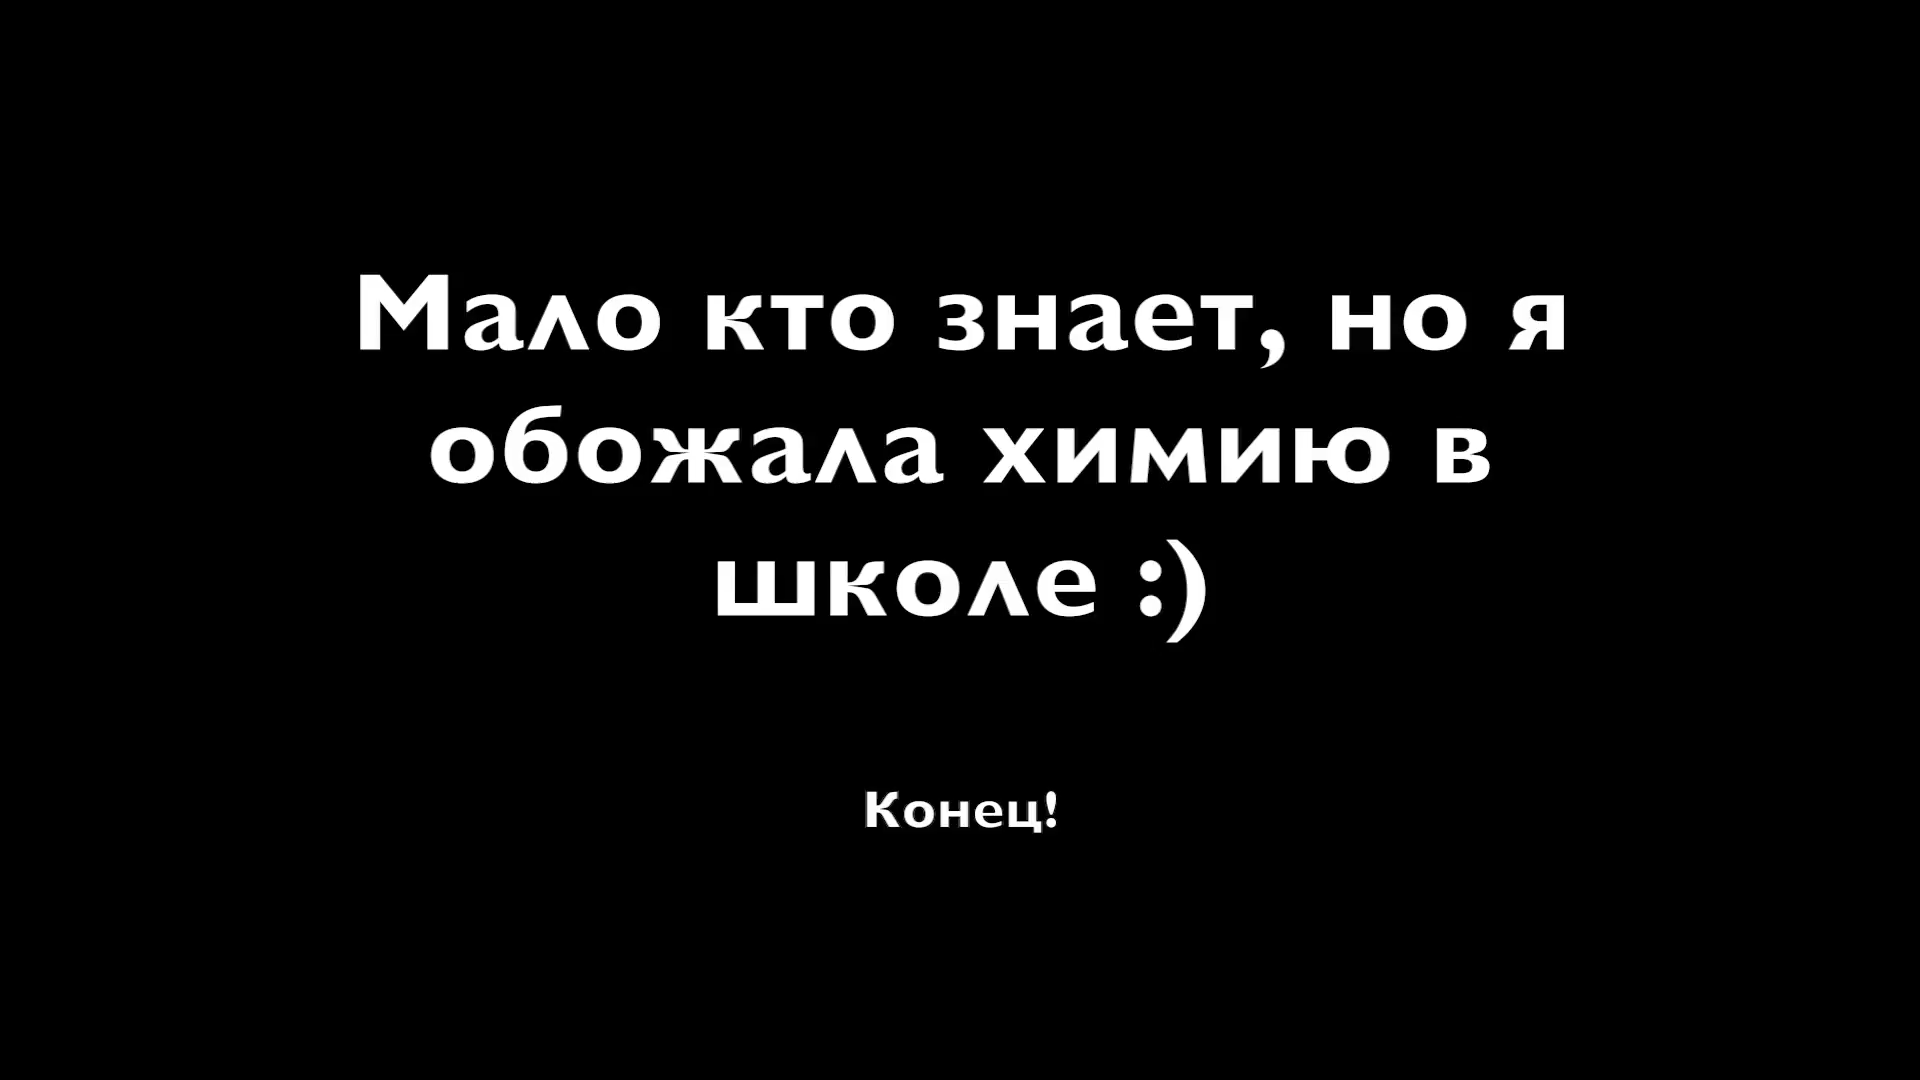 Мало кто знает, но я
обожала химию в
школе :)
Конец!